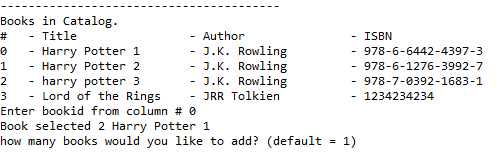 ------------------------------------------
Books in Catalog.
#   - Title                - Author               - ISBN
0   - Harry Potter 1       - J.K. Rowling         - 978-6-6442-4397-3
1   - Harry Potter 2       - J.K. Rowling         - 978-6-1276-3992-7
2   - harry potter 3       - J.K. Rowling         - 978-7-0392-1683-1
3   - Lord of the Rings    - JRR Tolkien          - 1234234234
Enter bookid from column # 0
Book selected 2 Harry Potter 1
how many books would you like to add? (default = 1)